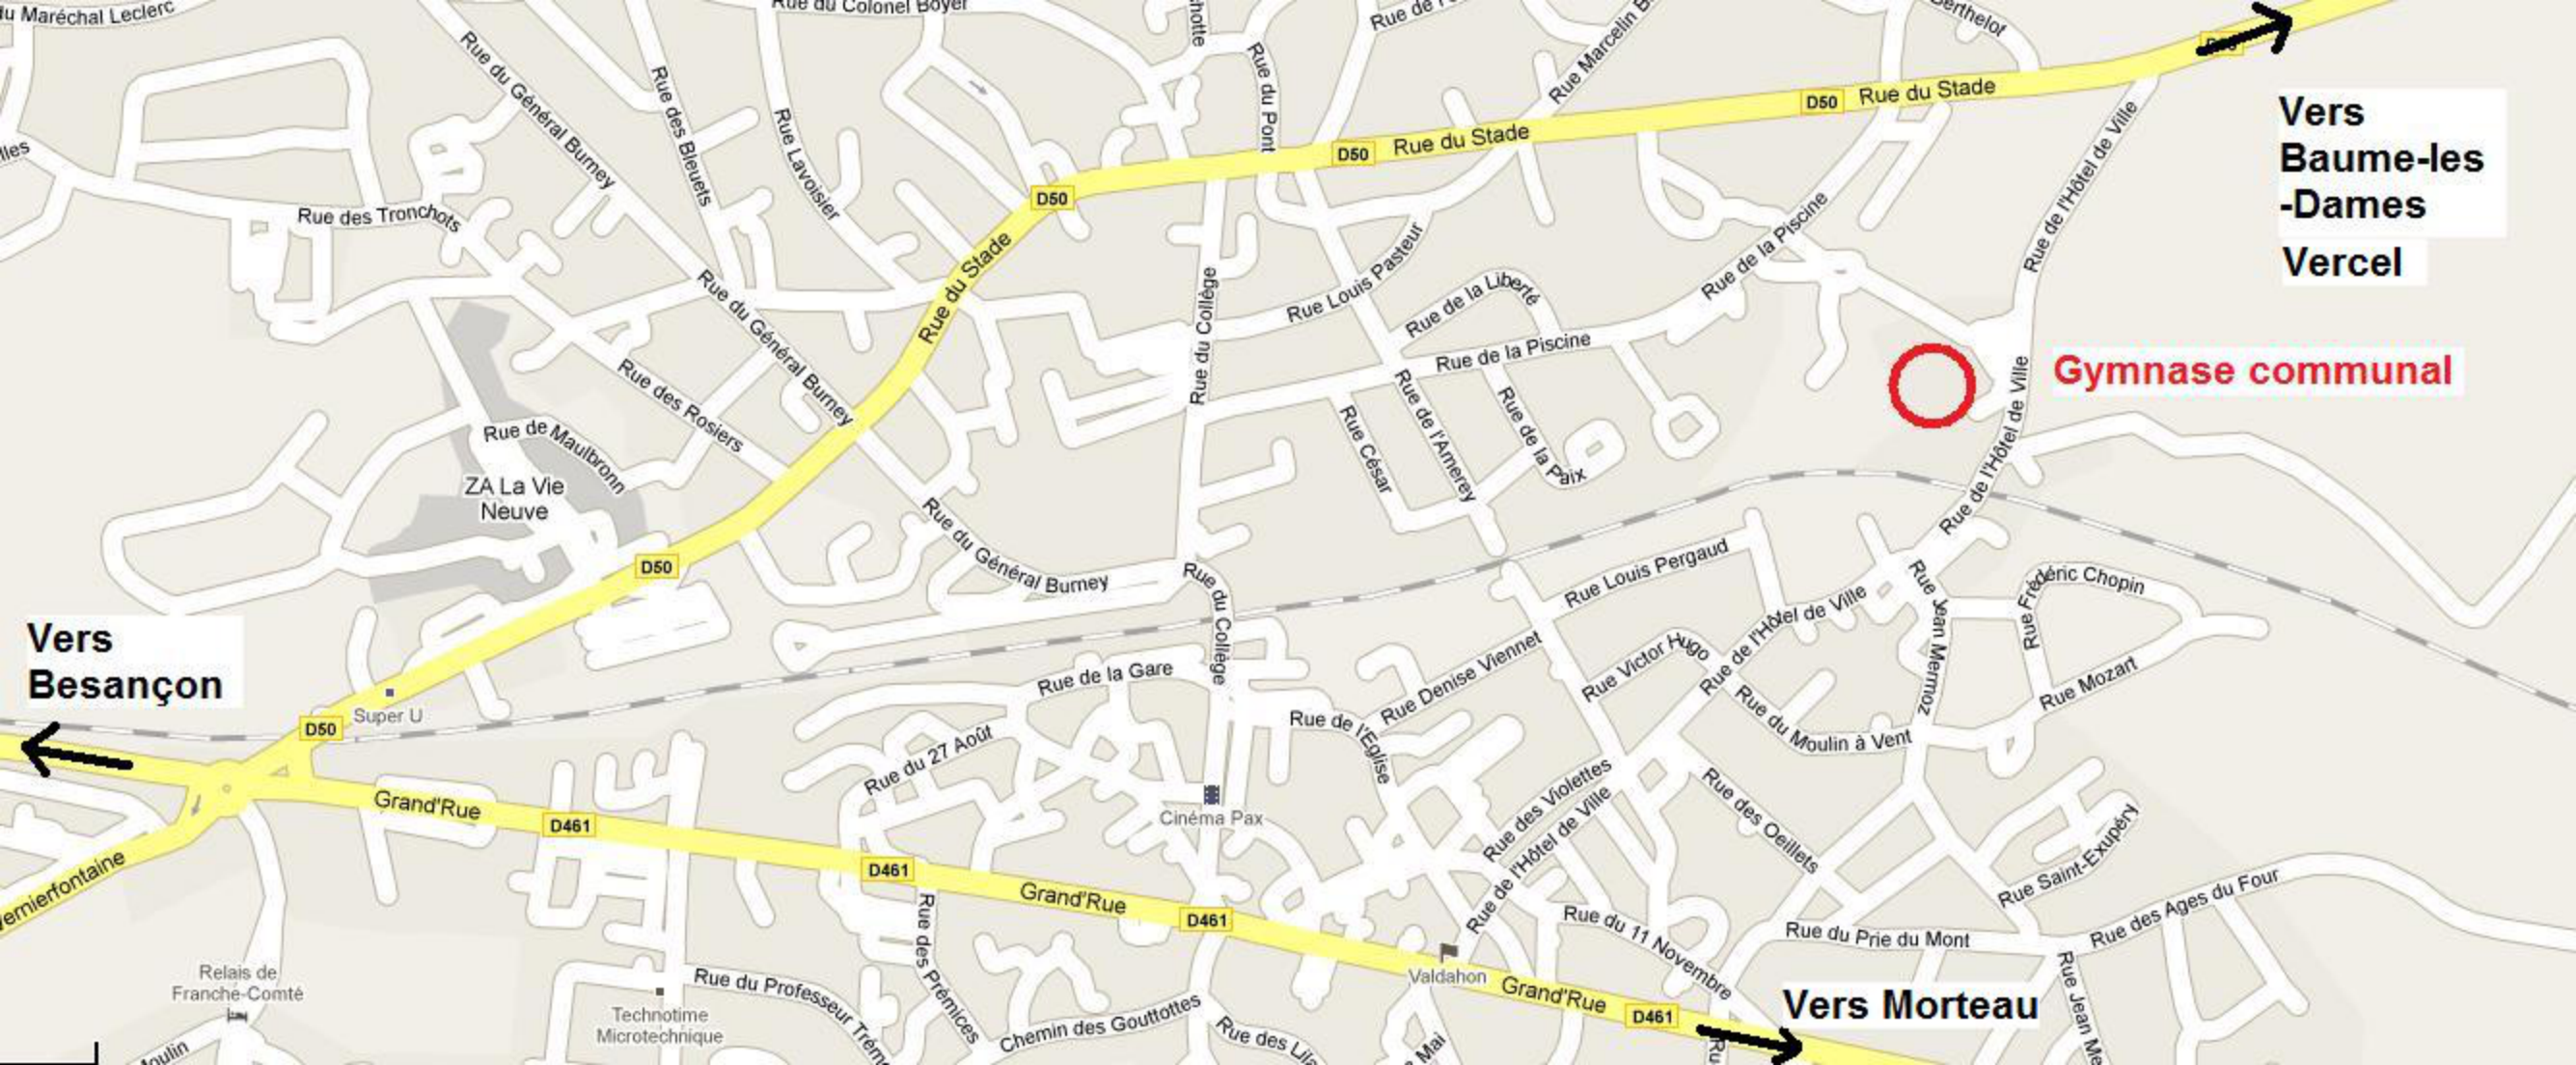 du Maréchal Leclerc
Rue du Colonel Boyer
Berthelot
Rue du Général Burney
Rue des Bleuets
Rue Lavoisier
Rue du Pont
D50
Rue du Stade
D50
Rue du Stade
D50
Rue du Stade
D50
Vers
Baume-les
-Dames
Vercel
Rue des Tronchots
Rue de l'Hôtel de Ville
Rue de la Piscine
Rue Louis Pasteur
Rue de la Liberté
Rue du Collège
Rue du Général Burney
Rue de la Piscine
Rue des Rosiers
Rue de Maulbronn
ZA La Vie
Neuve
Rue César
Rue de l'Amerey
Rue de la Paix
Gymnase communal
Rue de l'Hôtel de Ville
Rue de l'Hôtel de Ville
Rue du Général Burney
D50
Rue du Collège
Rue Louis Pergaud
Rue Jean Mermoz
Rue Frédéric Chopin
Rue Mozart
Vers
Besançon
Super U
D50
Rue de la Gare
Rue Denise Viennet
Rue Victor Hugo
Rue de l'Hôtel de Ville
Rue du Moulin à Vent
Rue de l'Eglise
Rue du 27 Août
Cinéma Pax
Rue des Violettes
Rue de l'Hôtel de Ville
Rue des Oeillets
Rue Saint-Exupéry
Grand'Rue
D461
D461
Grand'Rue
D461
Rue du 11 Novembre
Rue du Prie du Mont
Rue des Ages du Four
Valdahon
Grand'Rue
D461
Vers Morteau
Relais de
Franche-Comté
Technotime
Microtechnique
Rue du Professeur Trém
Rue des Prémices
Chemin des Gouttottes
Rue des Lila
Mai
Rue Jean Me
ernierfontaine
oulin